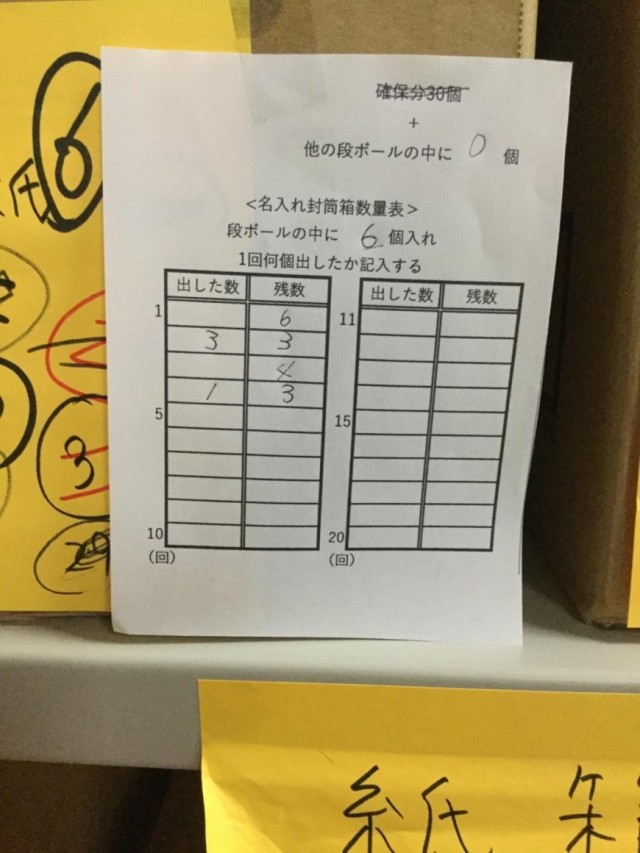 確保分30個
+
他の段ボールの中に 0 個
<名入れ封筒箱数量表>
段ボールの中に 6 個入れ
1回何個出したか記入する
出した数 残数 出した数 残数
1 6 11
3 3
4
1 3
5 15
10 20
(回) (回)
6
氏
3
紙 箱